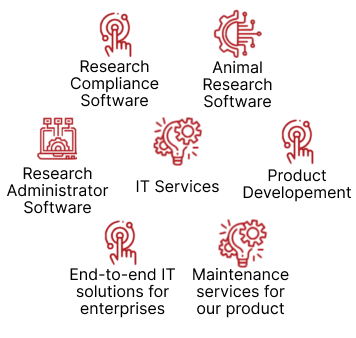 Research
Compliance
Software
Animal
Research
Software
Research
Administrator
Software
IT Services
Product
Developement
End-to-end IT
solutions for
enterprises
Maintenance
services for
our product